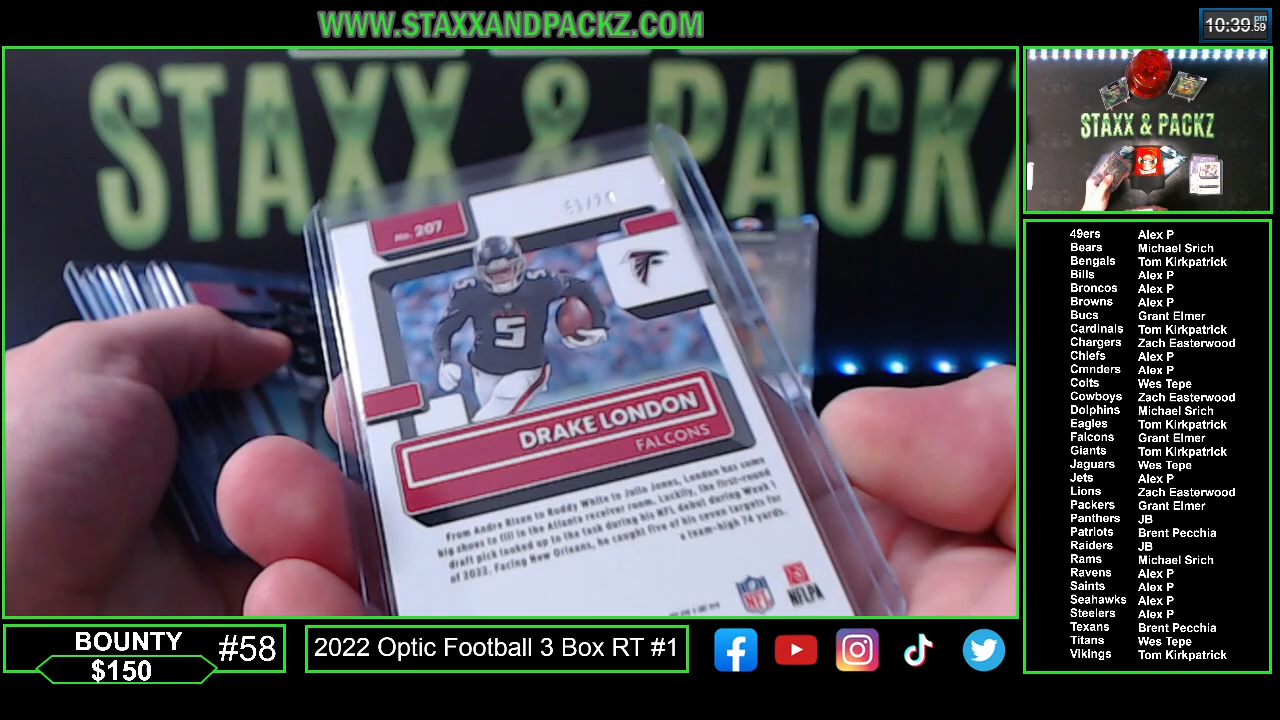 WWW.STAXXANDPACKZ.COM
10:39 pm .59
STAXX & PACKZ
STAXX & PACKZ
No. 207
5
DRAKE LONDON
FALCONS
From Andre Rison to Roddy White to Julio Jones, London has some
big shoes to fill in the Atlanta receiver room. Luckily, the first-round
draft pick looked up to the task during his NFL debut during Week 1
of 2022. Facing New Orleans, he caught five of his seven targets for
a team-high 74 yards.
NFL
NFLPA
49ers Alex P
Bears Michael Srich
Bengals Tom Kirkpatrick
Bills Alex P
Broncos Alex P
Browns Alex P
Bucs Grant Elmer
Cardinals Tom Kirkpatrick
Chargers Zach Easterwood
Chiefs Alex P
Cmnders Alex P
Colts Wes Tepe
Cowboys Zach Easterwood
Dolphins Michael Srich
Eagles Tom Kirkpatrick
Falcons Grant Elmer
Giants Tom Kirkpatrick
Jaguars Wes Tepe
Jets Alex P
Lions Zach Easterwood
Packers Grant Elmer
Panthers JB
Patriots Brent Pecchia
Raiders JB
Rams Michael Srich
Ravens Alex P
Saints Alex P
Seahawks Alex P
Steelers Alex P
Texans Brent Pecchia
Titans Wes Tepe
Vikings Tom Kirkpatrick
BOUNTY
$150
#58
2022 Optic Football 3 Box RT #1